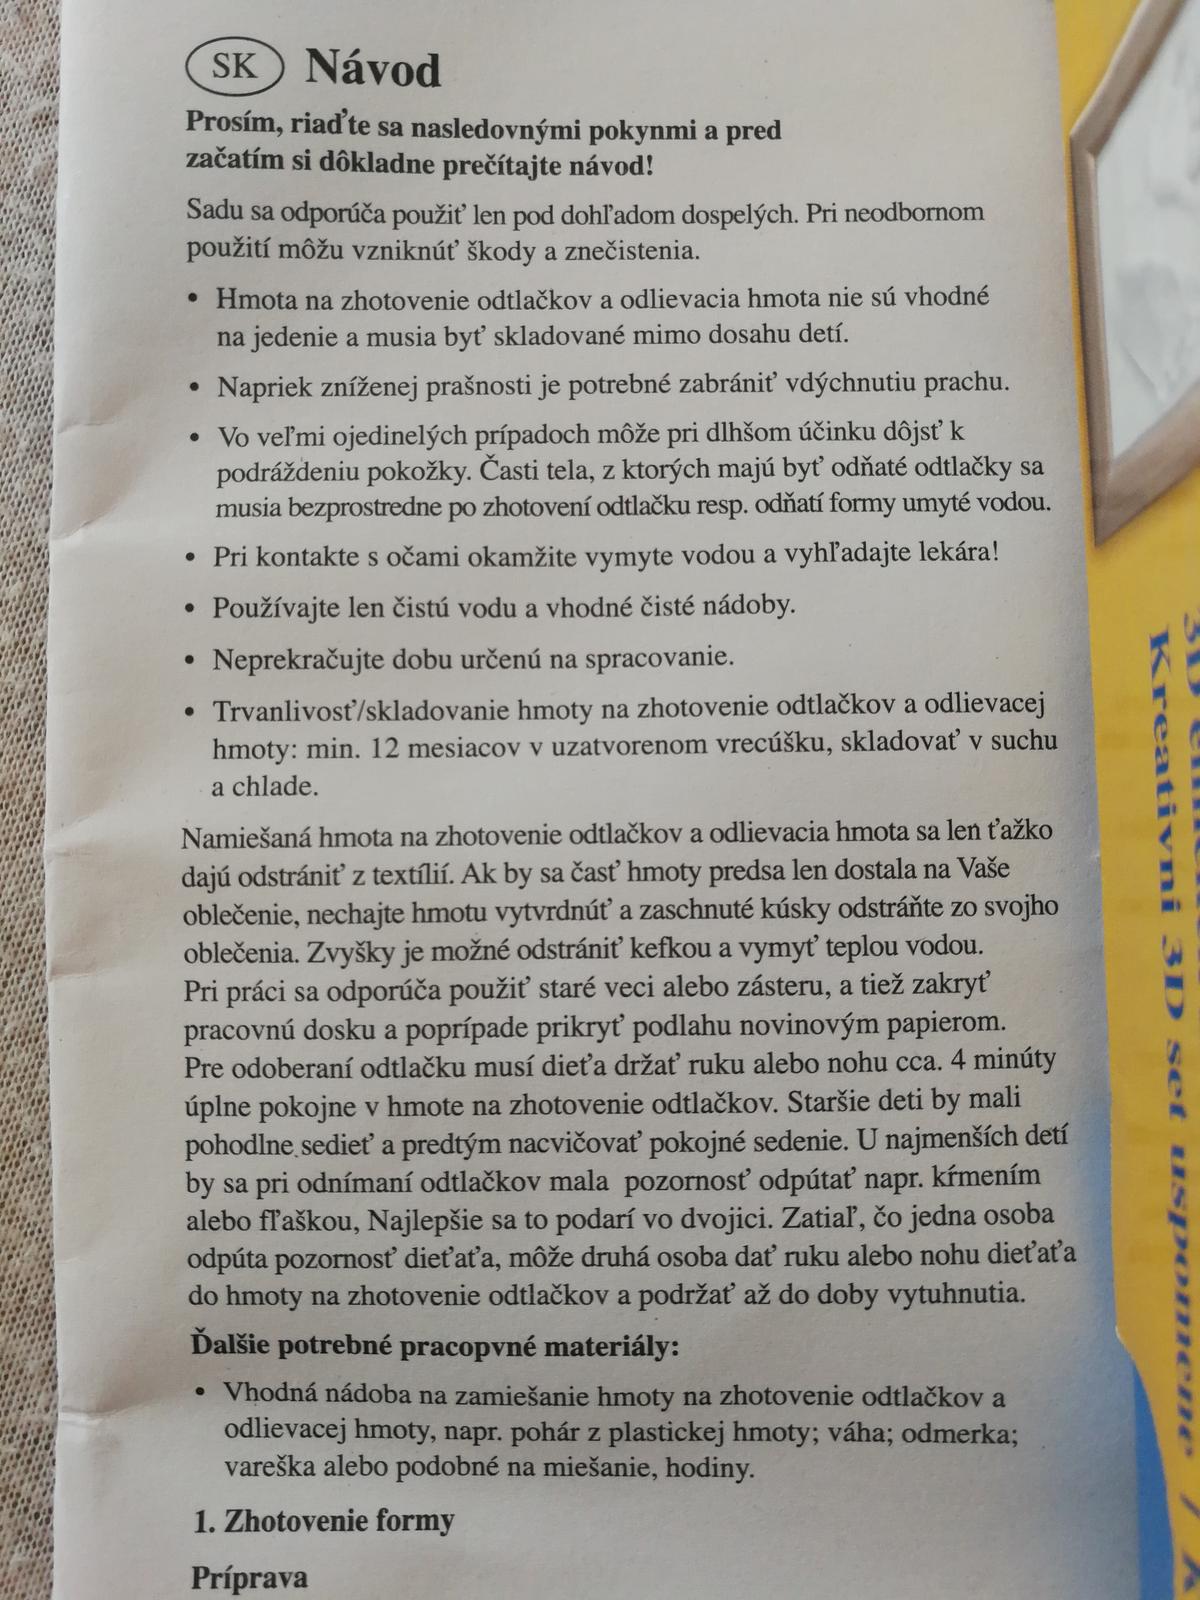 SK Návod
Prosím, riaďte sa nasledovnými pokynmi a pred
začatím si dôkladne prečítajte návod!
Sadu sa odporúča použiť len pod dohľadom dospelých. Pri neodbornom
použití môžu vzniknúť škody a znečistenia.
• Hmota na zhotovenie odtlačkov a odlievacia hmota nie sú vhodné
na jedenie a musia byť skladované mimo dosahu detí.
• Napriek zníženej prašnosti je potrebné zabrániť vdýchnutiu prachu.
• Vo veľmi ojedinelých prípadoch môže pri dlhšom účinku dôjsť k
podráždeniu pokožky. Časti tela, z ktorých majú byť odňaté odtlačky sa
musia bezprostredne po zhotovení odtlačku resp. odňatí formy umyté vodou.
• Pri kontakte s očami okamžite vymyte vodou a vyhľadajte lekára!
• Používajte len čistú vodu a vhodné čisté nádoby.
• Neprekračujte dobu určenú na spracovanie.
• Trvanlivosť/skladovanie hmoty na zhotovenie odtlačkov a odlievacej
hmoty: min. 12 mesiacov v uzatvorenom vrecúšku, skladovať v suchu
a chlade.
Namiešaná hmota na zhotovenie odtlačkov a odlievacia hmota sa len ťažko
dajú odstrániť z textílií. Ak by sa časť hmoty predsa len dostala na Vaše
oblečenie, nechajte hmotu vytvrdnúť a zaschnuté kúsky odstráňte zo svojho
oblečenia. Zvyšky je možné odstrániť kefkou a vymyť teplou vodou.
Pri práci sa odporúča použiť staré veci alebo zásteru, a tiež zakryť
pracovnú dosku a poprípade prikryť podlahu novinovým papierom.
Pre odoberaní odtlačku musí dieťa držať ruku alebo nohu cca. 4 minúty
úplne pokojne v hmote na zhotovenie odtlačkov. Staršie deti by mali
pohodlne sedieť a predtým nacvičovať pokojné sedenie. U najmenších detí
by sa pri odnímaní odtlačkov mala pozornosť odpútať napr. kŕmením
alebo fľaškou, Najlepšie sa to podarí vo dvojici. Zatiaľ, čo jedna osoba
odpúta pozornosť dieťaťa, môže druhá osoba dať ruku alebo nohu dieťaťa
do hmoty na zhotovenie odtlačkov a podržať až do doby vytuhnutia.
Ďalšie potrebné pracopvné materiály:
• Vhodná nádoba na zamiešanie hmoty na zhotovenie odtlačkov a
odlievacej hmoty, napr. pohár z plastickej hmoty; váha; odmerka;
vareška alebo podobné na miešanie, hodiny.
1. Zhotovenie formy
Príprava
3D
Kreativní 3D set uspomene /